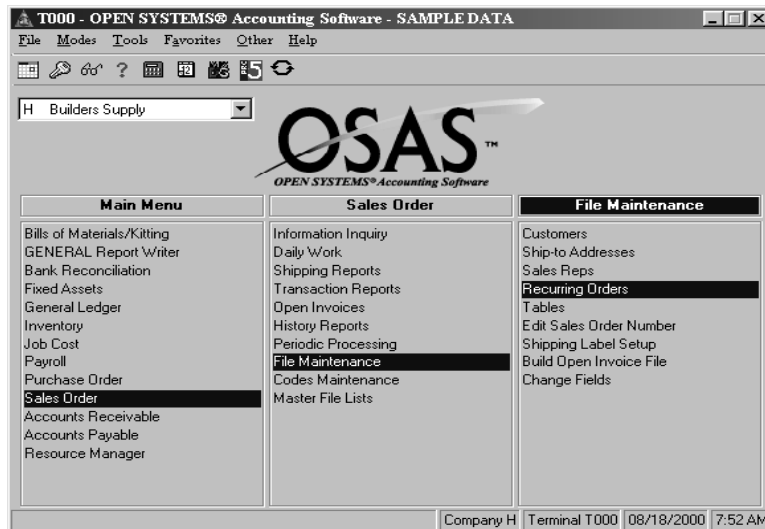 T000 - OPEN SYSTEMS® Accounting Software - SAMPLE DATA
File Modes Tools Favorites Other Help
H Builders Supply
OSAS™
OPEN SYSTEMS® Accounting Software
Main Menu
Bills of Materials/Kitting
GENERAL Report Writer
Bank Reconciliation
Fixed Assets
General Ledger
Inventory
Job Cost
Payroll
Purchase Order
Sales Order
Accounts Receivable
Accounts Payable
Resource Manager
Sales Order
Information Inquiry
Daily Work
Shipping Reports
Transaction Reports
Open Invoices
History Reports
Periodic Processing
File Maintenance
Codes Maintenance
Master File Lists
File Maintenance
Customers
Ship-to Addresses
Sales Reps
Recurring Orders
Tables
Edit Sales Order Number
Shipping Label Setup
Build Open Invoice File
Change Fields
Company H Terminal T000 08/18/2000 7:52 AM